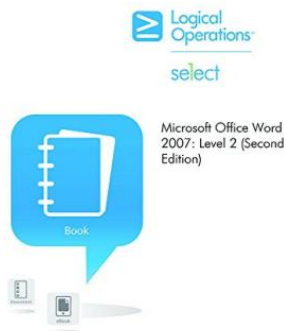 Logical
Operations
select
Microsoft Office Word
2007: Level 2 (Second
Edition)
Book
eBook